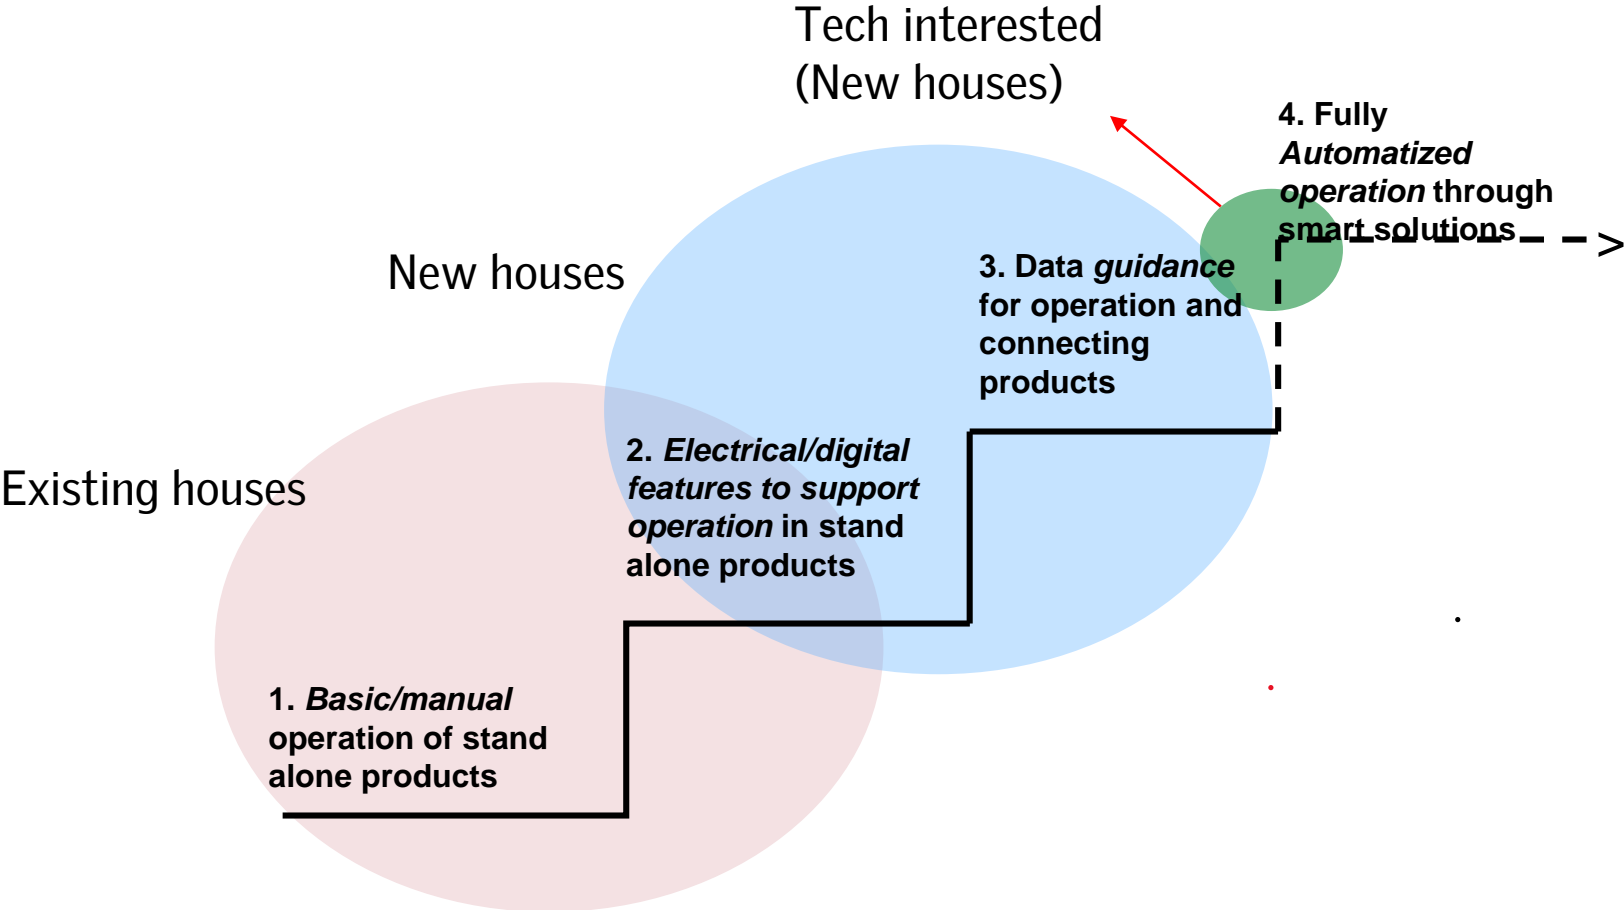 Tech interested
(New houses)
4. Fully
Automatized
operation through
smart solutions
New houses
3. Data guidance
for operation and
connecting
products
Existing houses
2. Electrical/digital
features to support
operation in stand
alone products
1. Basic/manual
operation of stand
alone products